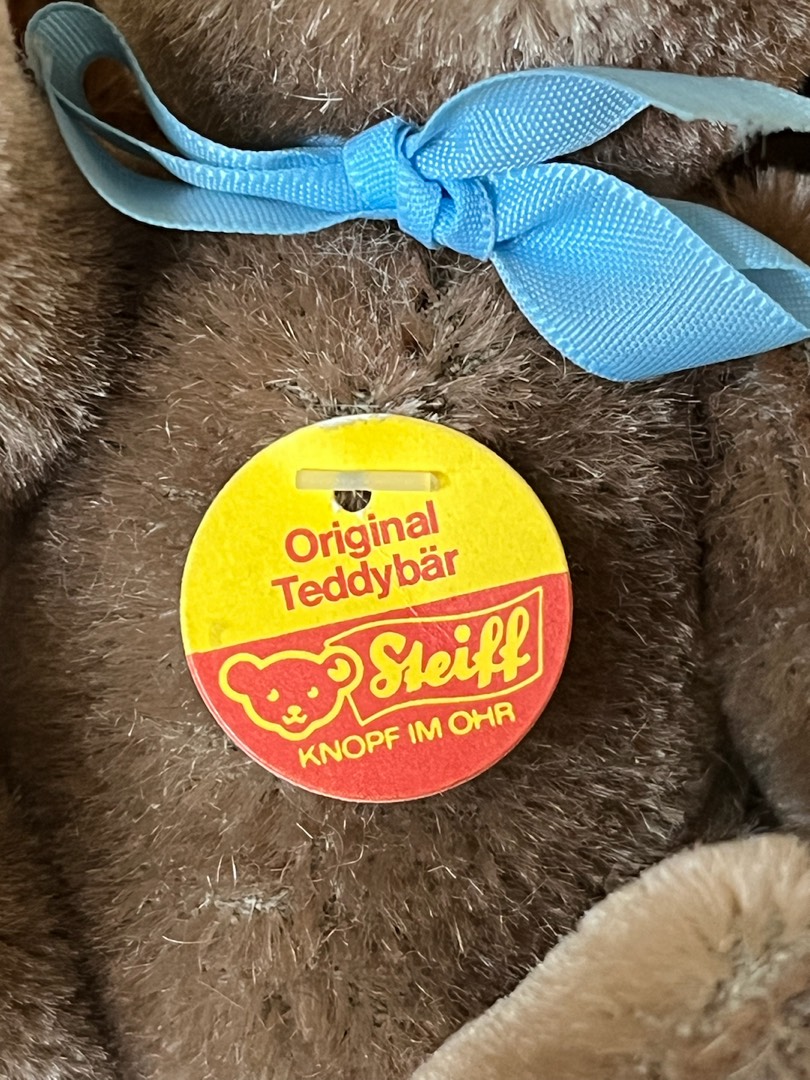 Original
Teddybär
Steiff
KNOPF IM OHR